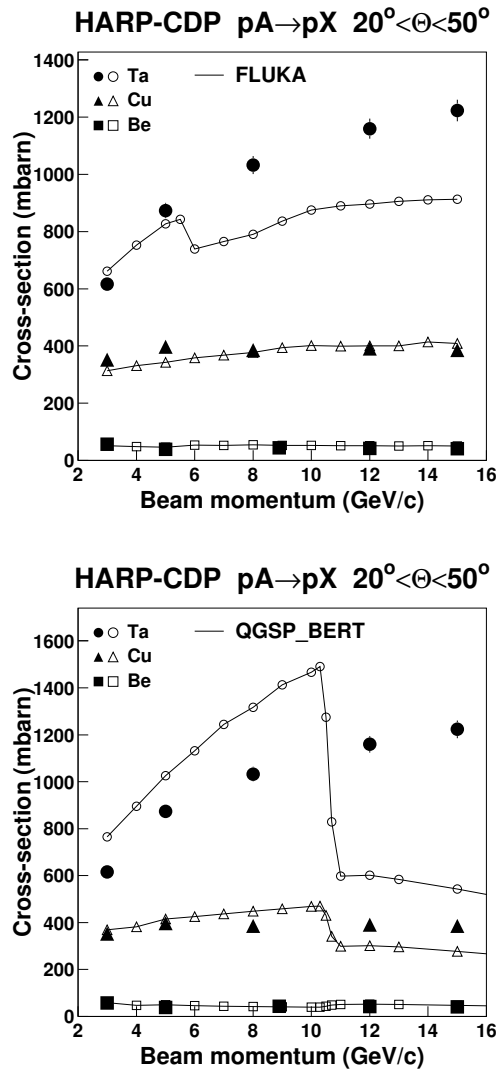 HARP-CDP pA→pX 20°<Θ<50°
Cross-section (mbarn)
1400
1200
1000
800
600
400
200
0
Ta
Cu
Be
FLUKA
2 4 6 8 10 12 14 16
Beam momentum (GeV/c)
HARP-CDP pA→pX 20°<Θ<50°
Cross-section (mbarn)
1600
1400
1200
1000
800
600
400
200
0
Ta
Cu
Be
QGSP_BERT
2 4 6 8 10 12 14 16
Beam momentum (GeV/c)